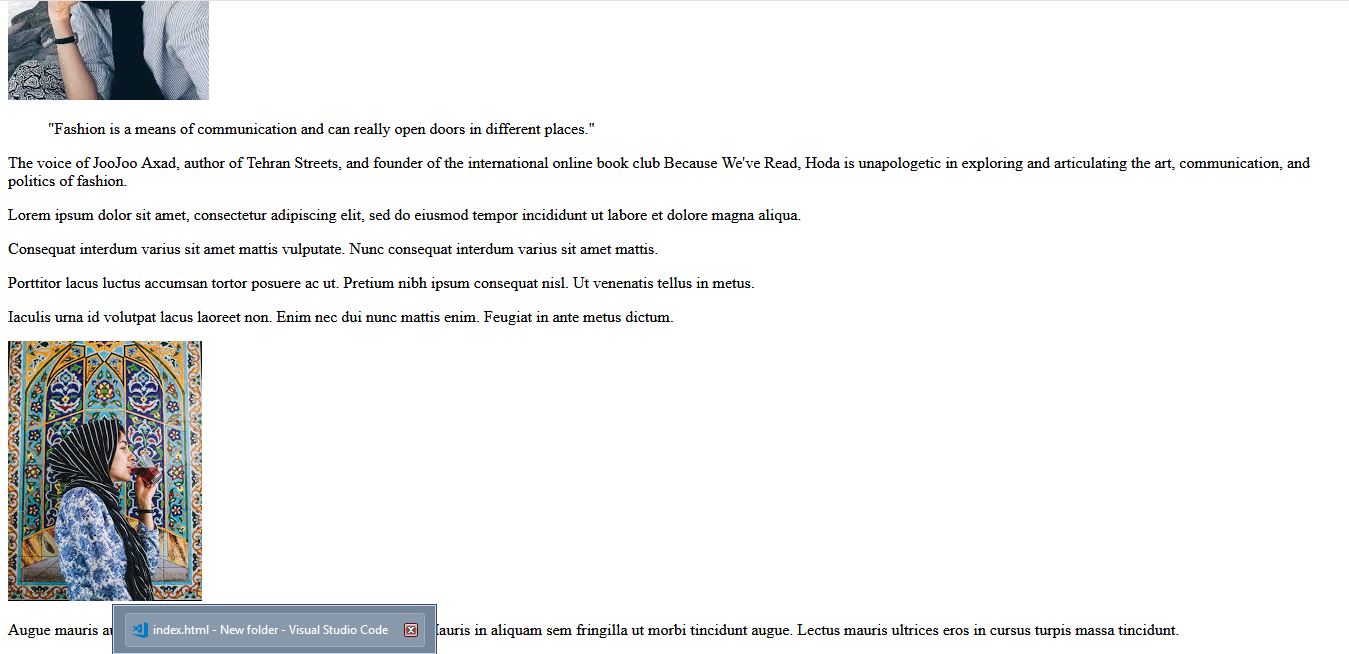 "Fashion is a means of communication and can really open doors in different places."
The voice of JooJoo Axad, author of Tehran Streets, and founder of the international online book club Because We've Read, Hoda is unapologetic in exploring and articulating the art, communication, and
politics of fashion.
Lorem ipsum dolor sit amet, consectetur adipiscing elit, sed do eiusmod tempor incididunt ut labore et dolore magna aliqua.
Consequat interdum varius sit amet mattis vulputate. Nunc consequat interdum varius sit amet mattis.
Porttitor lacus luctus accumsan tortor posuere ac ut. Pretium nibh ipsum consequat nisl. Ut venenatis tellus in metus.
Iaculis urna id volutpat lacus laoreet non. Enim nec dui nunc mattis enim. Feugiat in ante metus dictum.
Augue mauris index.html - New folder - Visual Studio Code in aliquam sem fringilla ut morbi tincidunt augue. Lectus mauris ultrices eros in cursus turpis massa tincidunt.